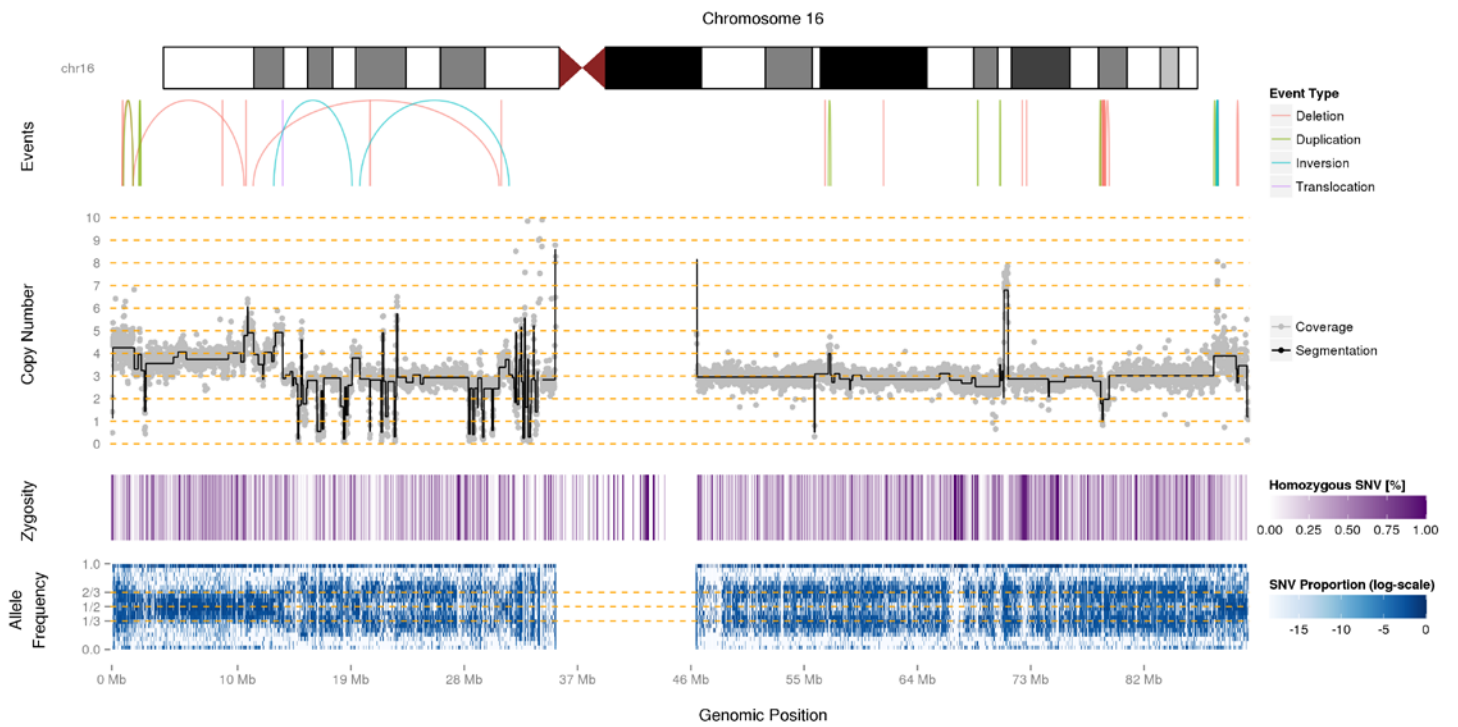 Chromosome 16
chr16
Events
Event Type
Deletion
Duplication
Inversion
Translocation
Copy Number
10
9
8
7
6
5
4
3
2
1
0
Coverage
Segmentation
Zygosity
Homozygous SNV [%]
0.00 0.25 0.50 0.75 1.00
Allele
Frequency
1.0
2/3
1/2
1/3
0.0
SNV Proportion (log-scale)
-15 -10 -5 0
0 Mb 10 Mb 19 Mb 28 Mb 37 Mb 46 Mb 55 Mb 64 Mb 73 Mb 82 Mb
Genomic Position